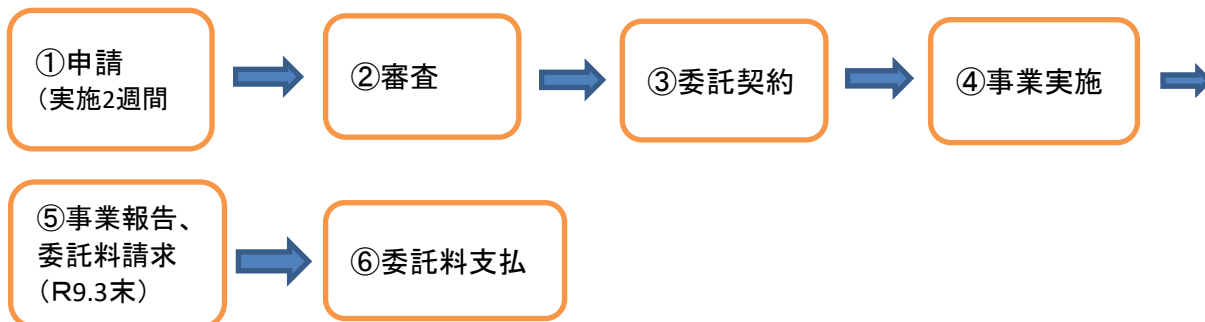 ①申請
（実施2週間
②審査
③委託契約
④事業実施
⑤事業報告、
委託料請求
（R9.3末）
⑥委託料支払